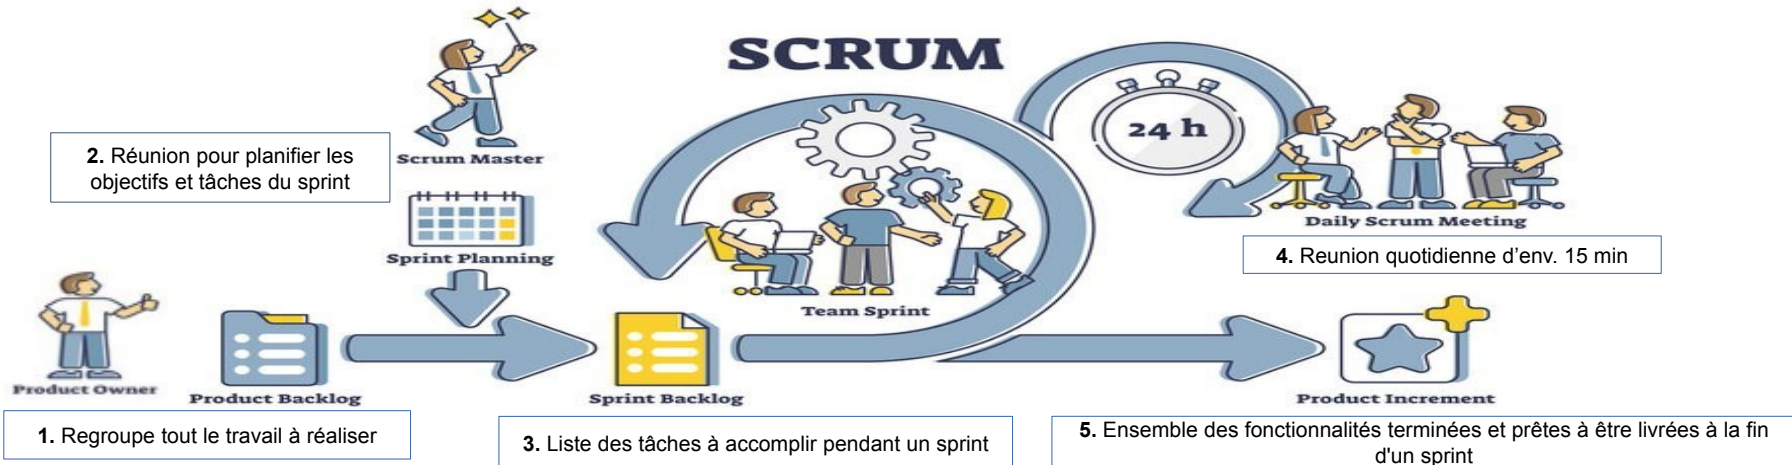 SCRUM
24 h
2. Réunion pour planifier les
objectifs et tâches du sprint
Scrum Master
Sprint Planning
Daily Scrum Meeting
4. Reunion quotidienne d’env. 15 min
Team Sprint
Product Owner
Product Backlog
Sprint Backlog
Product Increment
1. Regroupe tout le travail à réaliser
3. Liste des tâches à accomplir pendant un sprint
5. Ensemble des fonctionnalités terminées et prêtes à être livrées à la fin
d'un sprint